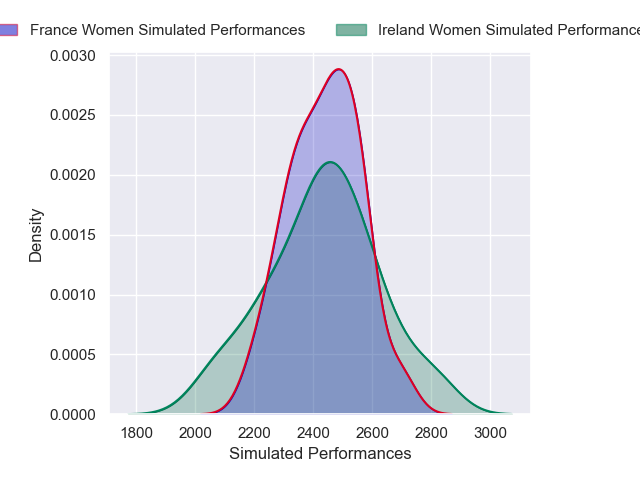 France Women Simulated Performances Ireland Women Simulated Performance
0.0030
0.0025
0.0020
0.0015
0.0010
0.0005
0.0000
Density
1800 2000 2200 2400 2600 2800 3000
Simulated Performances